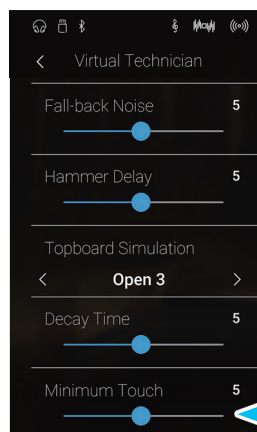 < Virtual Technician
Fall-back Noise 5
Hammer Delay 5
Topboard Simulation
< Open 3 >
Decay Time 5
Minimum Touch 5